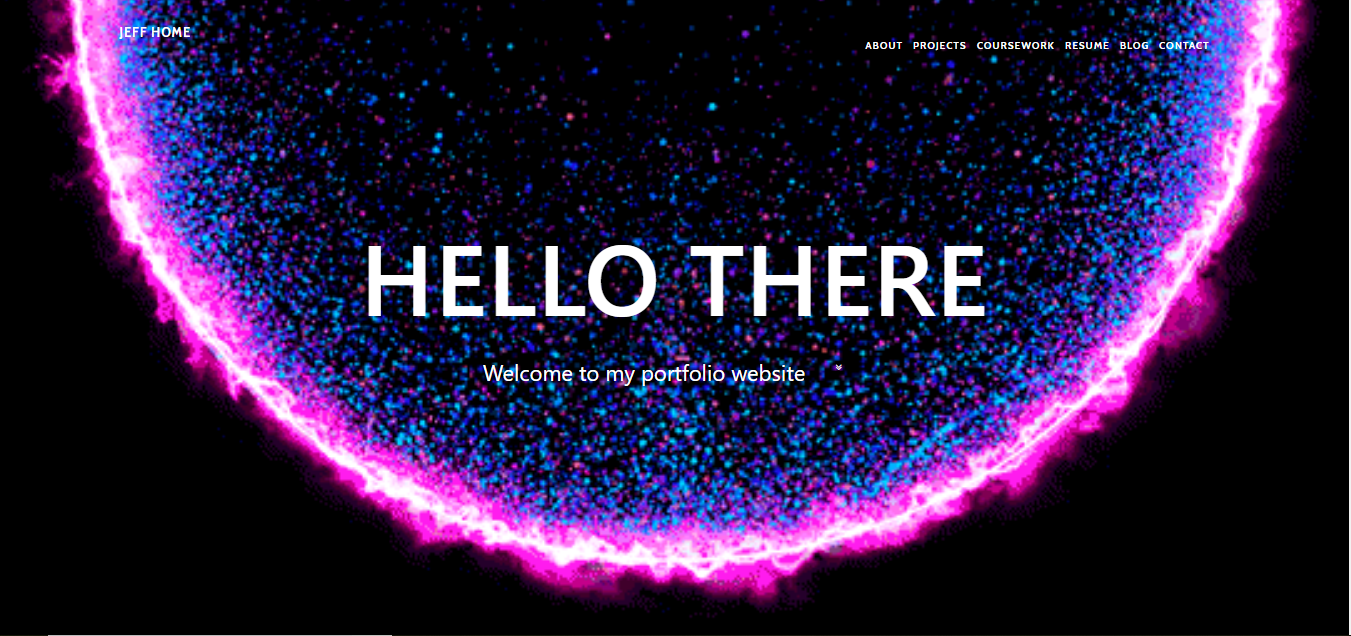 JEFF HOME
ABOUT PROJECTS COURSEWORK RESUME BLOG CONTACT
HELLO THERE
Welcome to my portfolio website